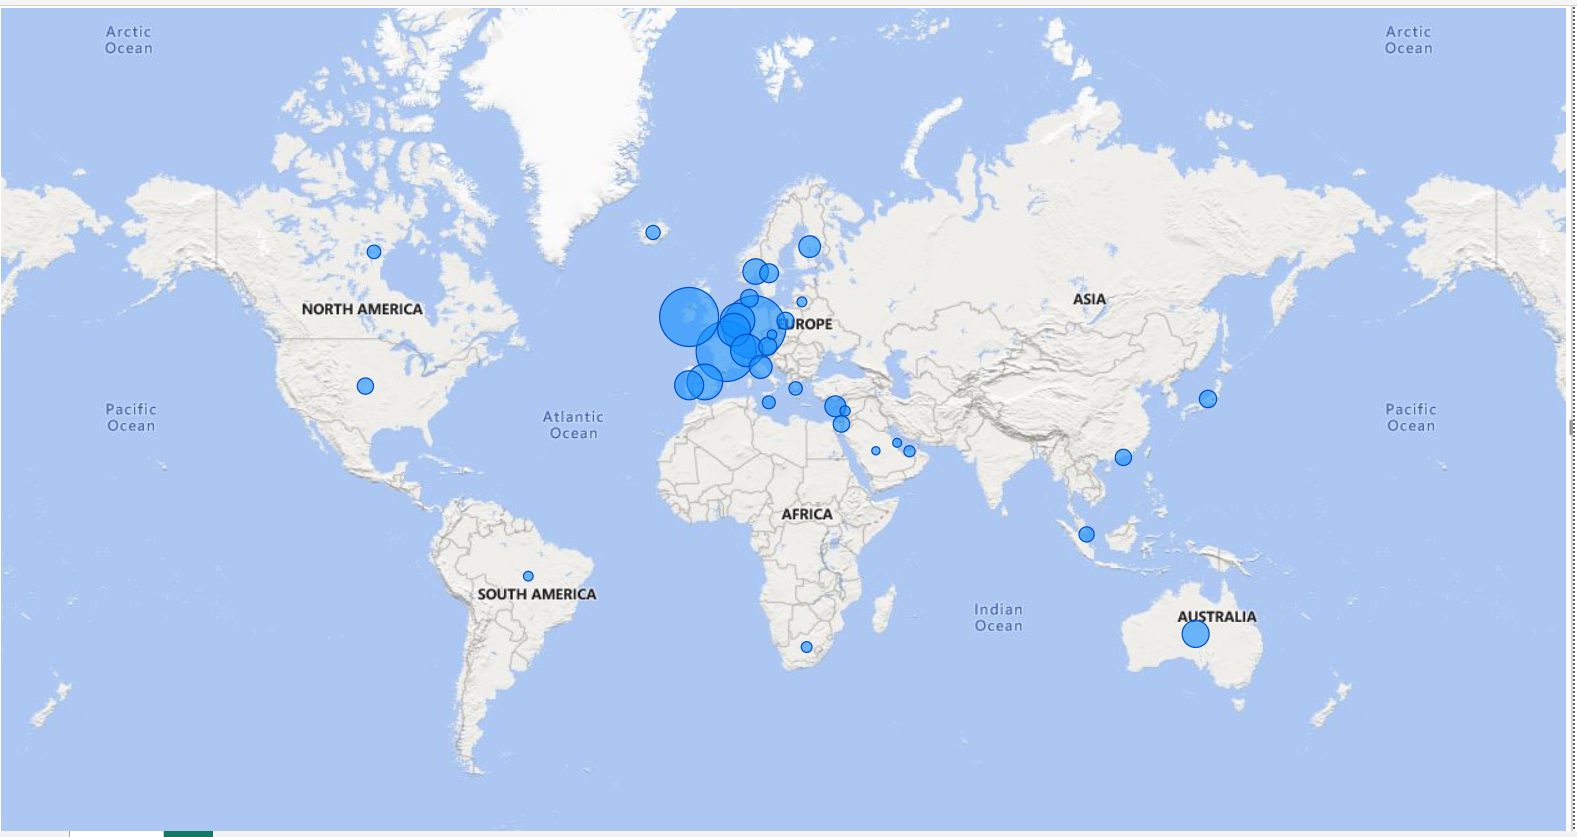 Arctic
Ocean
Arctic
Ocean
NORTH AMERICA
ASIA
EUROPE
Pacific
Ocean
Atlantic
Ocean
Pacific
Ocean
AFRICA
SOUTH AMERICA
Indian
Ocean
AUSTRALIA